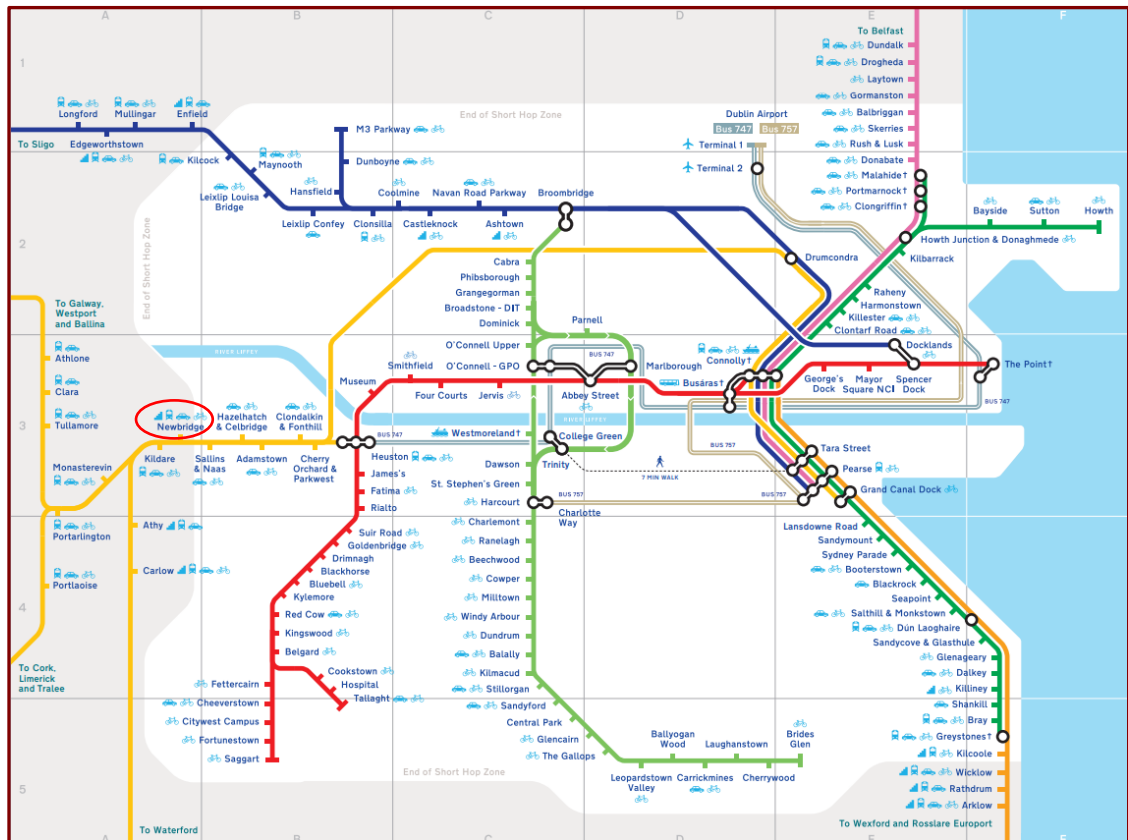 A
B
C
D
E
F
1
2
3
4
5
To Belfast
Dundalk
Drogheda
Laytown
Gormanston
Balbriggan
Skerries
Rush & Lusk
Donabate
Malahide†
Portmarnock†
Clongriffin†
End of Short Hop Zone
Dublin Airport
Bus 747
Bus 757
Terminal 1
Terminal 2
Longford
Mullingar
Enfield
To Sligo
Edgeworthstown
Kilcock
Maynooth
Leixlip Louisa
Bridge
M3 Parkway
Dunboyne
Hansfield
Coolmine
Navan Road Parkway
Broombridge
Leixlip Confey
Clonsilla
Castleknock
Ashtown
Bayside
Sutton
Howth
Howth Junction & Donaghmede
Kilbarrack
Raheny
Harmonstown
Killester
Clontarf Road
Drumcondra
End of Short Hop Zone
Cabra
Phibsborough
Grangegorman
Broadstone - DIT
Dominick
Parnell
O'Connell Upper
O'Connell - GPO
Marlborough
BUS 747
Connolly†
Busáras†
Docklands
The Point†
George's
Dock
Mayor
Square NCI
Spencer
Dock
BUS 747
To Galway,
Westport
and Ballina
Athlone
Clara
Tullamore
RIVER LIFFEY
Newbridge
Hazelhatch
& Celbridge
Clondalkin
& Fonthill
Monasterevin
Kildare
Sallins
& Naas
Adamstown
Cherry
Orchard &
Parkwest
Museum
Smithfield
Four Courts
Jervis
Abbey Street
RIVER LIFFEY
BUS 747
Heuston
Westmoreland†
College Green
Trinity
7 MIN WALK
Tara Street
Pearse
Grand Canal Dock
BUS 757
James's
Fatima
Rialto
Dawson
St. Stephen's Green
Harcourt
BUS 757
BUS 757
Charlotte
Way
Portarlington
Athy
Portlaoise
Carlow
To Cork,
Limerick
and Tralee
Suir Road
Goldenbridge
Drimnagh
Blackhorse
Bluebell
Kylemore
Red Cow
Kingswood
Belgard
Cookstown
Hospital
Tallaght
Fettercairn
Cheeverstown
Citywest Campus
Fortunestown
Saggart
Charlemont
Ranelagh
Beechwood
Cowper
Milltown
Windy Arbour
Dundrum
Balally
Kilmacud
Stillorgan
Sandyford
Central Park
Glencairn
The Gallops
Ballyogan
Wood
Laughanstown
Brides
Glen
Leopardstown
Valley
Carrickmines
Cherrywood
Lansdowne Road
Sandymount
Sydney Parade
Booterstown
Blackrock
Seapoint
Salthill & Monkstown
Dún Laoghaire
Sandycove & Glasthule
Glenageary
Dalkey
Killiney
Shankill
Bray
Greystones†
Kilcoole
Wicklow
Rathdrum
Arklow
End of Short Hop Zone
To Waterford
To Wexford and Rosslare Europort